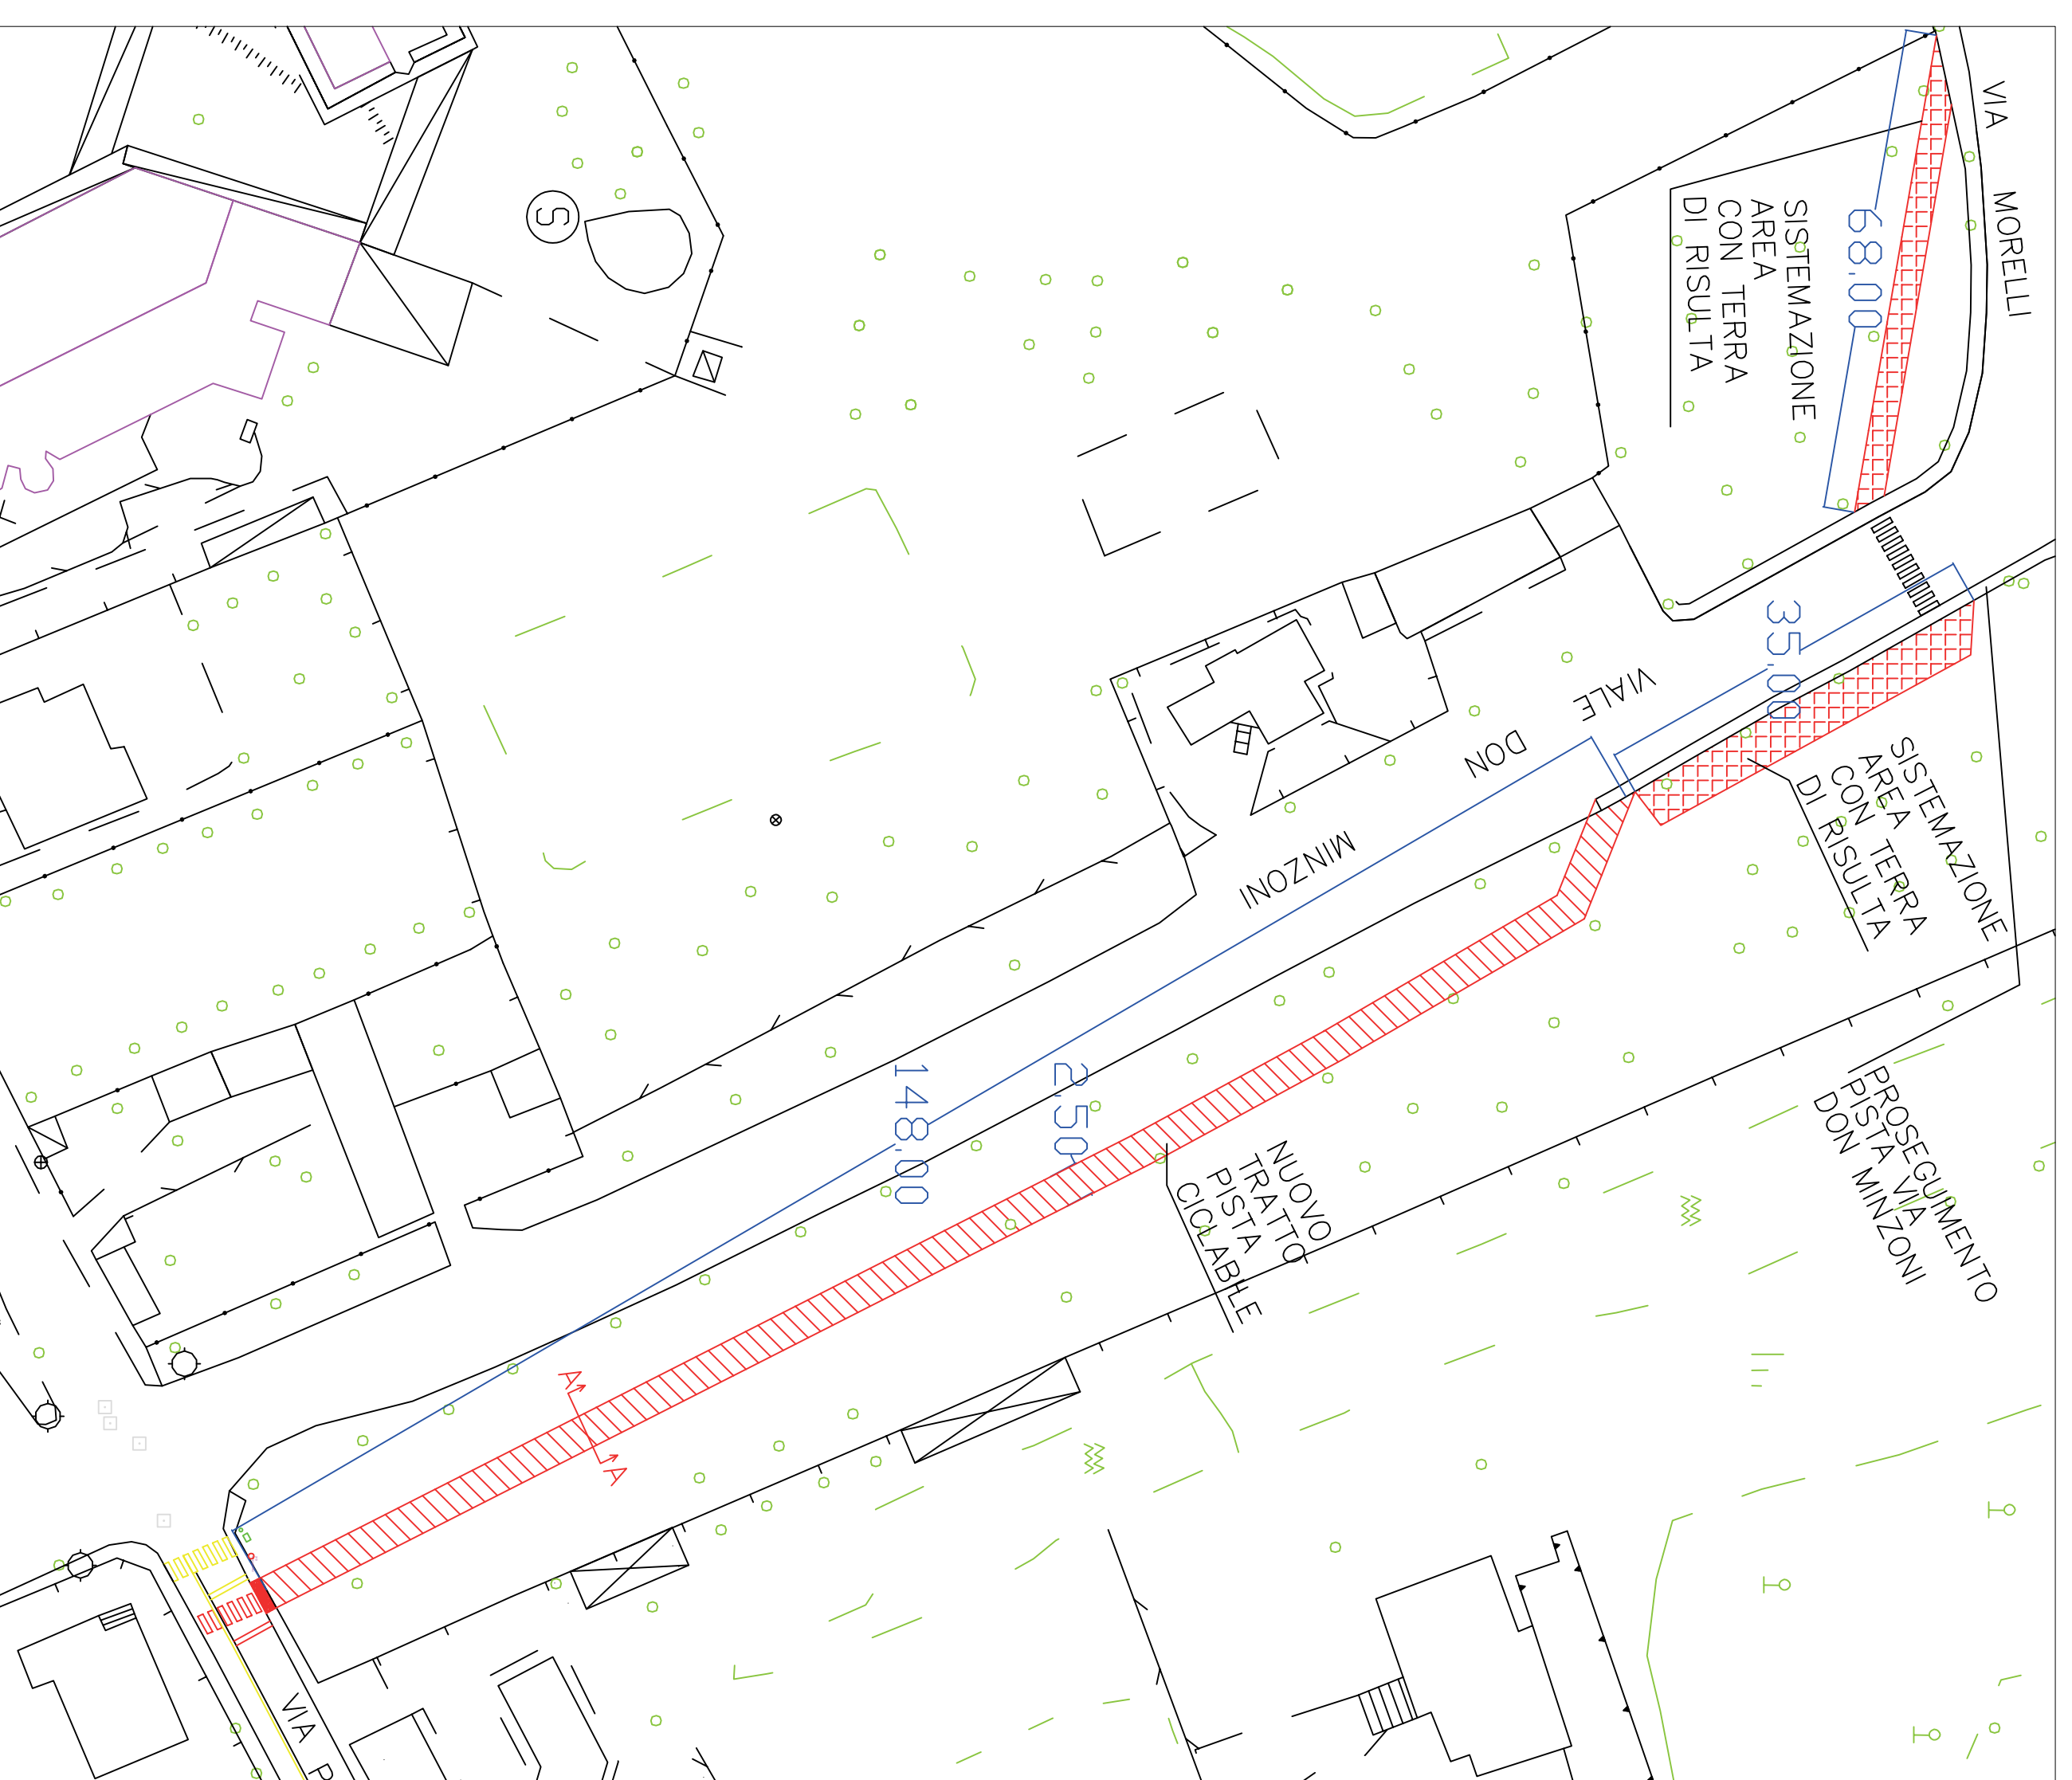 VIA
MORELLI
SISTEMAZIONE
AREA
CON TERRA
DI RISULTA
68.00
S
35.00
VIALE
DON
MINZONI
SISTEMAZIONE
AREA
CON TERRA
DI RISULTA
148.00
2.50
NUOVO
TRATTO
PISTA
CICLABILE
PROSEGUIMENTO
PISTA VIA
DON MINZONI
A'
A
VIA P